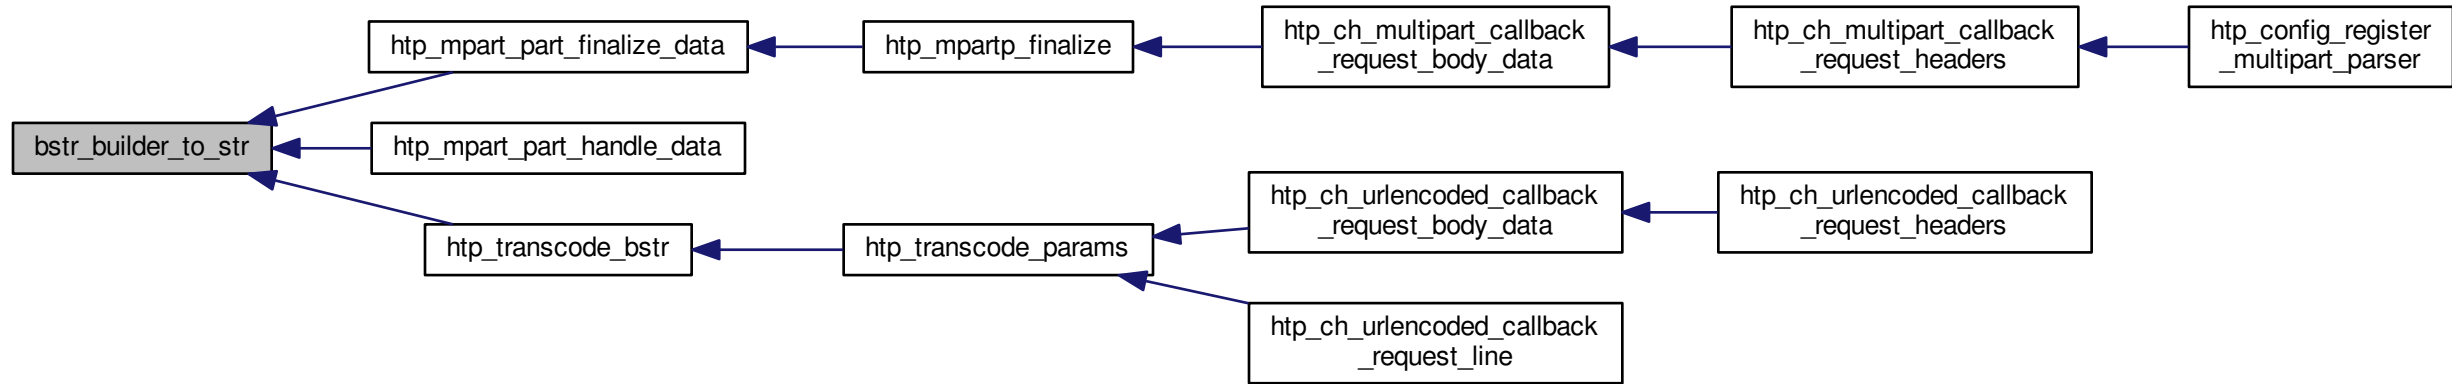 htp_mpart_part_finalize_data
htp_mpartp_finalize
htp_ch_multipart_callback
_request_body_data
htp_ch_multipart_callback
_request_headers
htp_config_register
_multipart_parser
bstr_builder_to_str
htp_mpart_part_handle_data
htp_transcode_bstr
htp_transcode_params
htp_ch_urlencoded_callback
_request_body_data
htp_ch_urlencoded_callback
_request_headers
htp_ch_urlencoded_callback
_request_line